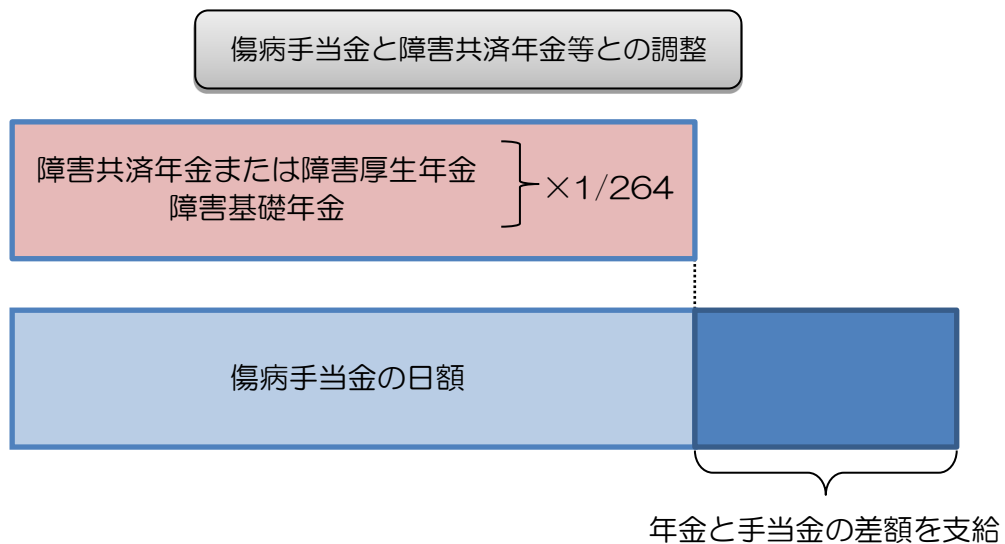 傷病手当金と障害共済年金等との調整
障害共済年金または障害厚生年金
障害基礎年金
×1/264
傷病手当金の日額
年金と手当金の差額を支給